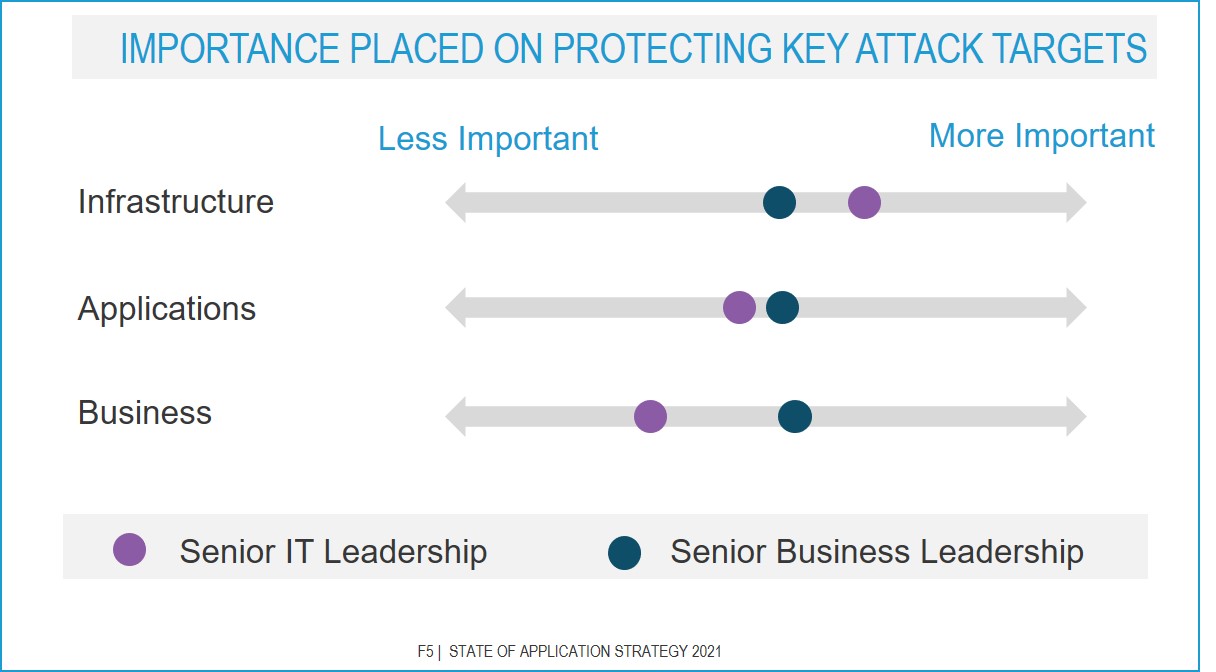 IMPORTANCE PLACED ON PROTECTING KEY ATTACK TARGETS
Less Important
More Important
Infrastructure
Applications
Business
Senior IT Leadership
Senior Business Leadership
F5 | STATE OF APPLICATION STRATEGY 2021